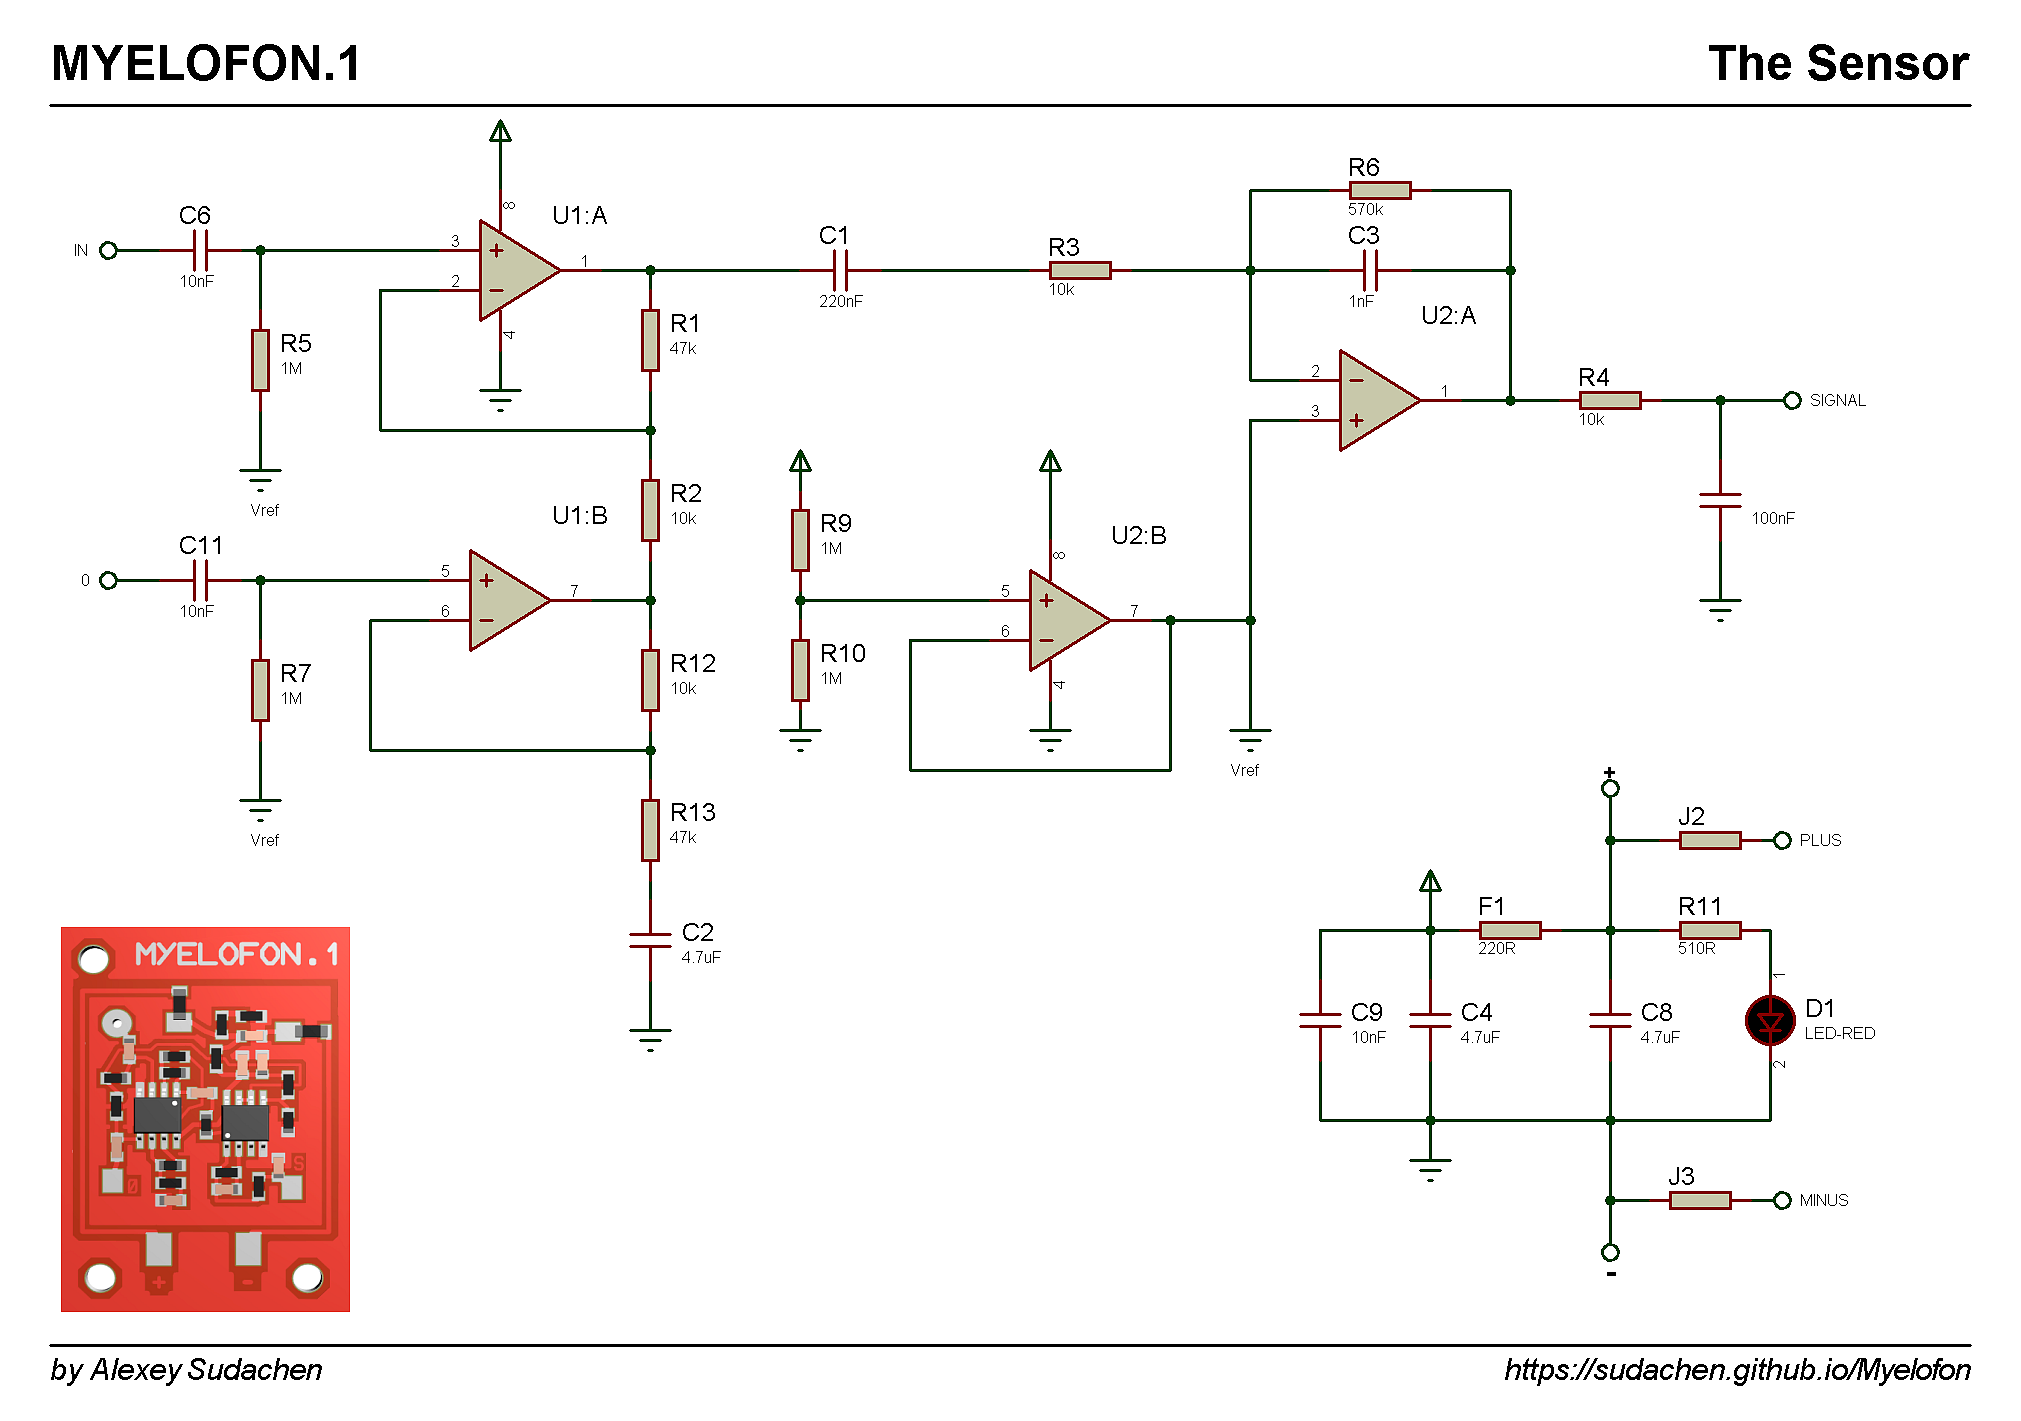 MYELOFON.1
The Sensor
IN
C6
10nF
R5
1M
Vref
3
2
8
4
1
U1:A
R1
47k
R2
10k
0
C11
10nF
R7
1M
Vref
5
6
7
U1:B
R12
10k
R13
47k
C2
4.7uF
C1
220nF
R3
10k
R6
570k
C3
1nF
U2:A
2
3
1
R4
10k
SIGNAL
100nF
R9
1M
R10
1M
5
6
8
4
7
U2:B
Vref
+
J2
PLUS
F1
220R
R11
510R
C9
10nF
C4
4.7uF
C8
4.7uF
1
2
D1
LED-RED
J3
MINUS
-
MYELOFON.1
0
S
+
-
by Alexey Sudachen
https://sudachen.github.io/Myelofon